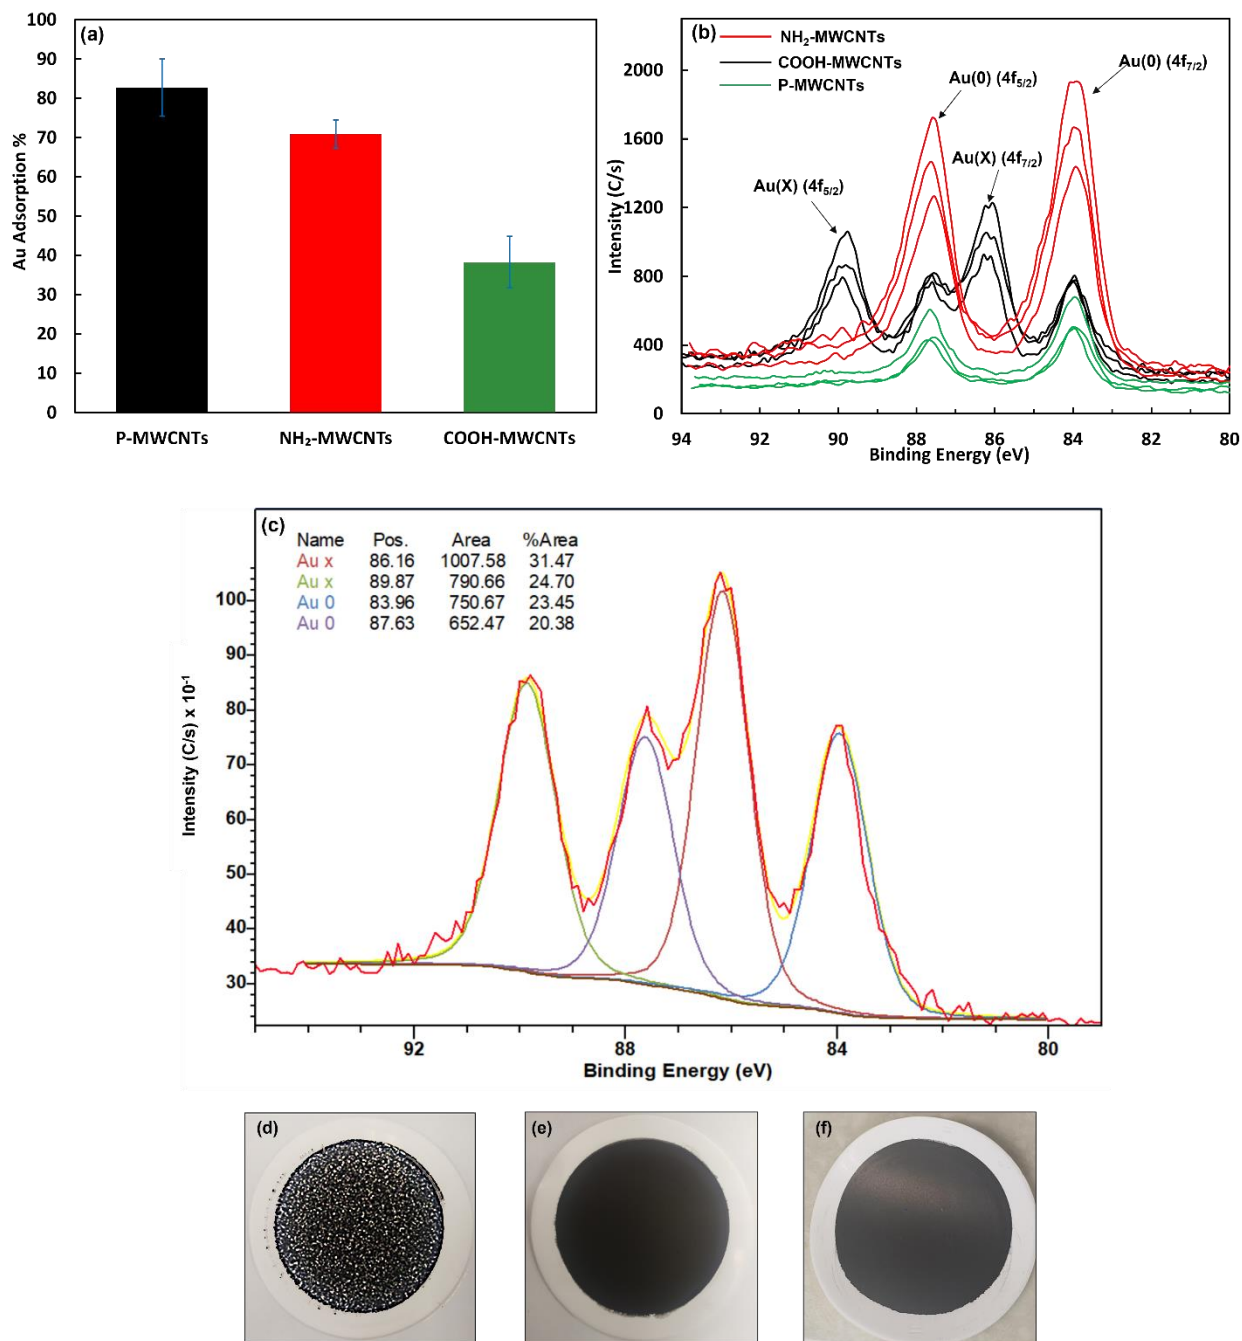 (a)
Au Adsorption %
100
90
80
70
60
50
40
30
20
10
0
P-MWCNTs NH₂-MWCNTs COOH-MWCNTs
(b)
NH₂-MWCNTs
COOH-MWCNTs
P-MWCNTs
Au(0) (4f₇/₂)
Au(0) (4f₅/₂)
Au(X) (4f₇/₂)
Au(X) (4f₅/₂)
Intensity (C/s)
2000
1600
1200
800
400
0
94 92 90 88 86 84 82 80
Binding Energy (eV)
(c)
Name Pos. Area %Area
Au x 86.16 1007.58 31.47
Au x 89.87 790.66 24.70
Au 0 83.96 750.67 23.45
Au 0 87.63 652.47 20.38
Intensity (C/s) x 10⁻¹
100
90
80
70
60
50
40
30
92 88 84 80
Binding Energy (eV)
(d) (e) (f)